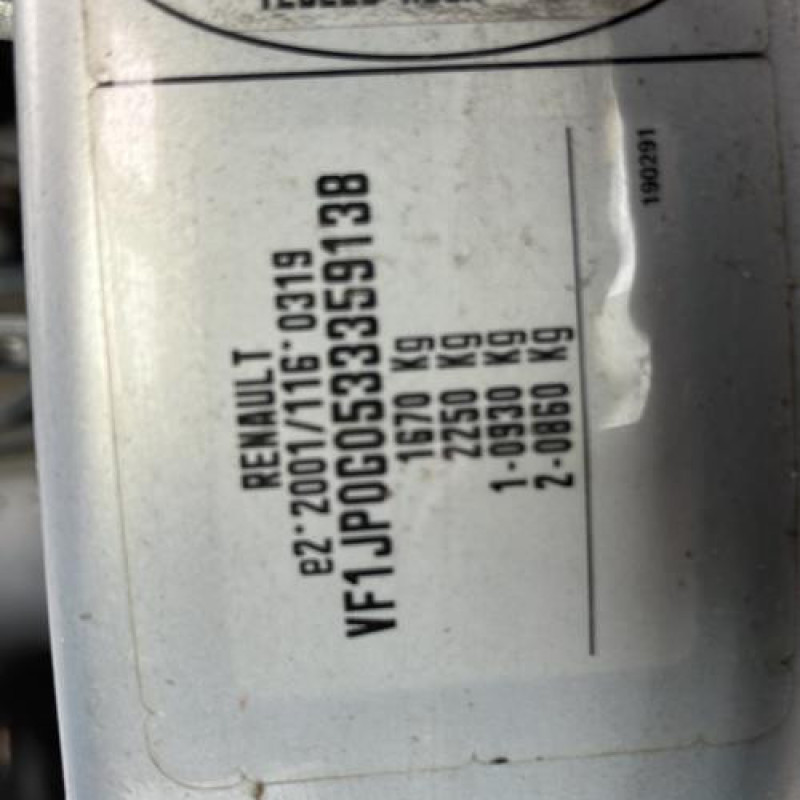 RENAULT
e2*2001/116*0319
VF1JP0G0533359138
1670 Kg
2250 Kg
1-0930 Kg
2-0860 Kg
190291